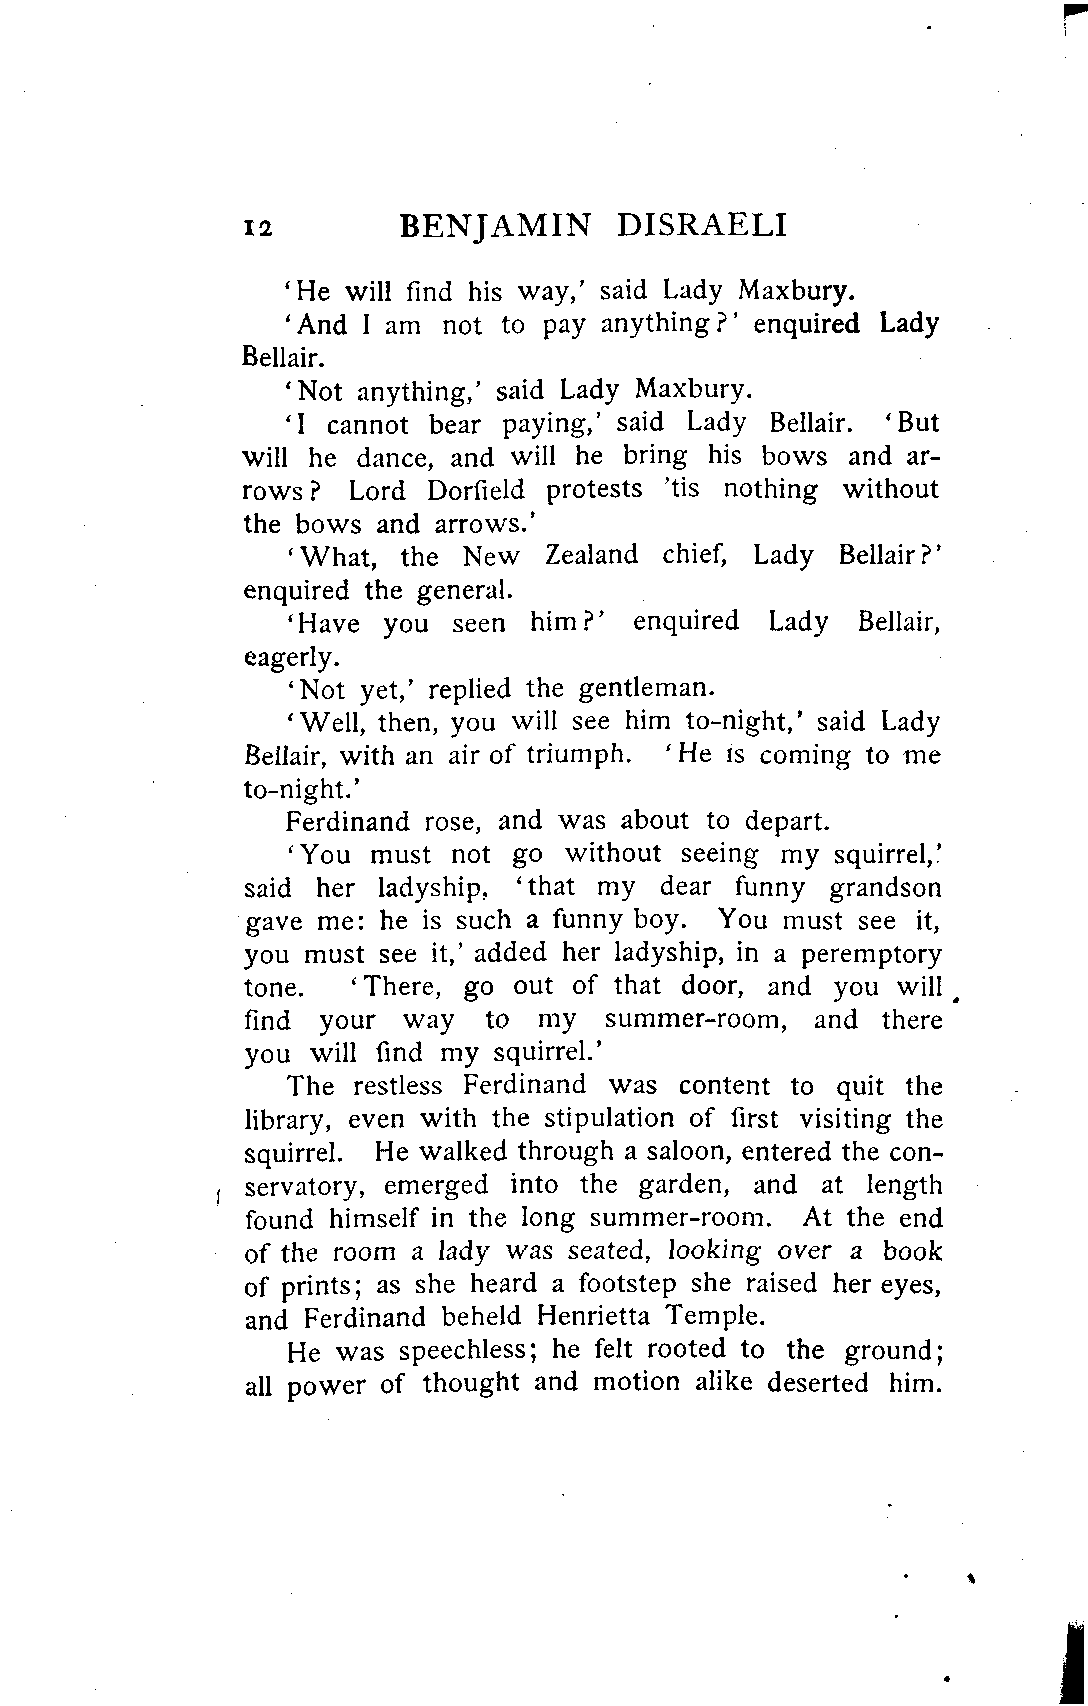 12 BENJAMIN DISRAELI
‘He will find his way,’ said Lady Maxbury.
‘And I am not to pay anything?’ enquired Lady
Bellair.
‘Not anything,’ said Lady Maxbury.
‘I cannot bear paying,’ said Lady Bellair. ‘But
will he dance, and will he bring his bows and ar-
rows? Lord Dorfield protests ’tis nothing without
the bows and arrows.’
‘What, the New Zealand chief, Lady Bellair?’
enquired the general.
‘Have you seen him?’ enquired Lady Bellair,
eagerly.
‘Not yet,’ replied the gentleman.
‘Well, then, you will see him to-night,’ said Lady
Bellair, with an air of triumph. ‘He is coming to me
to-night.’
Ferdinand rose, and was about to depart.
‘You must not go without seeing my squirrel,’
said her ladyship, ‘that my dear funny grandson
gave me: he is such a funny boy. You must see it,
you must see it,’ added her ladyship, in a peremptory
tone. ‘There, go out of that door, and you will
find your way to my summer-room, and there
you will find my squirrel.’
The restless Ferdinand was content to quit the
library, even with the stipulation of first visiting the
squirrel. He walked through a saloon, entered the con-
servatory, emerged into the garden, and at length
found himself in the long summer-room. At the end
of the room a lady was seated, looking over a book
of prints; as she heard a footstep she raised her eyes,
and Ferdinand beheld Henrietta Temple.
He was speechless; he felt rooted to the ground;
all power of thought and motion alike deserted him.